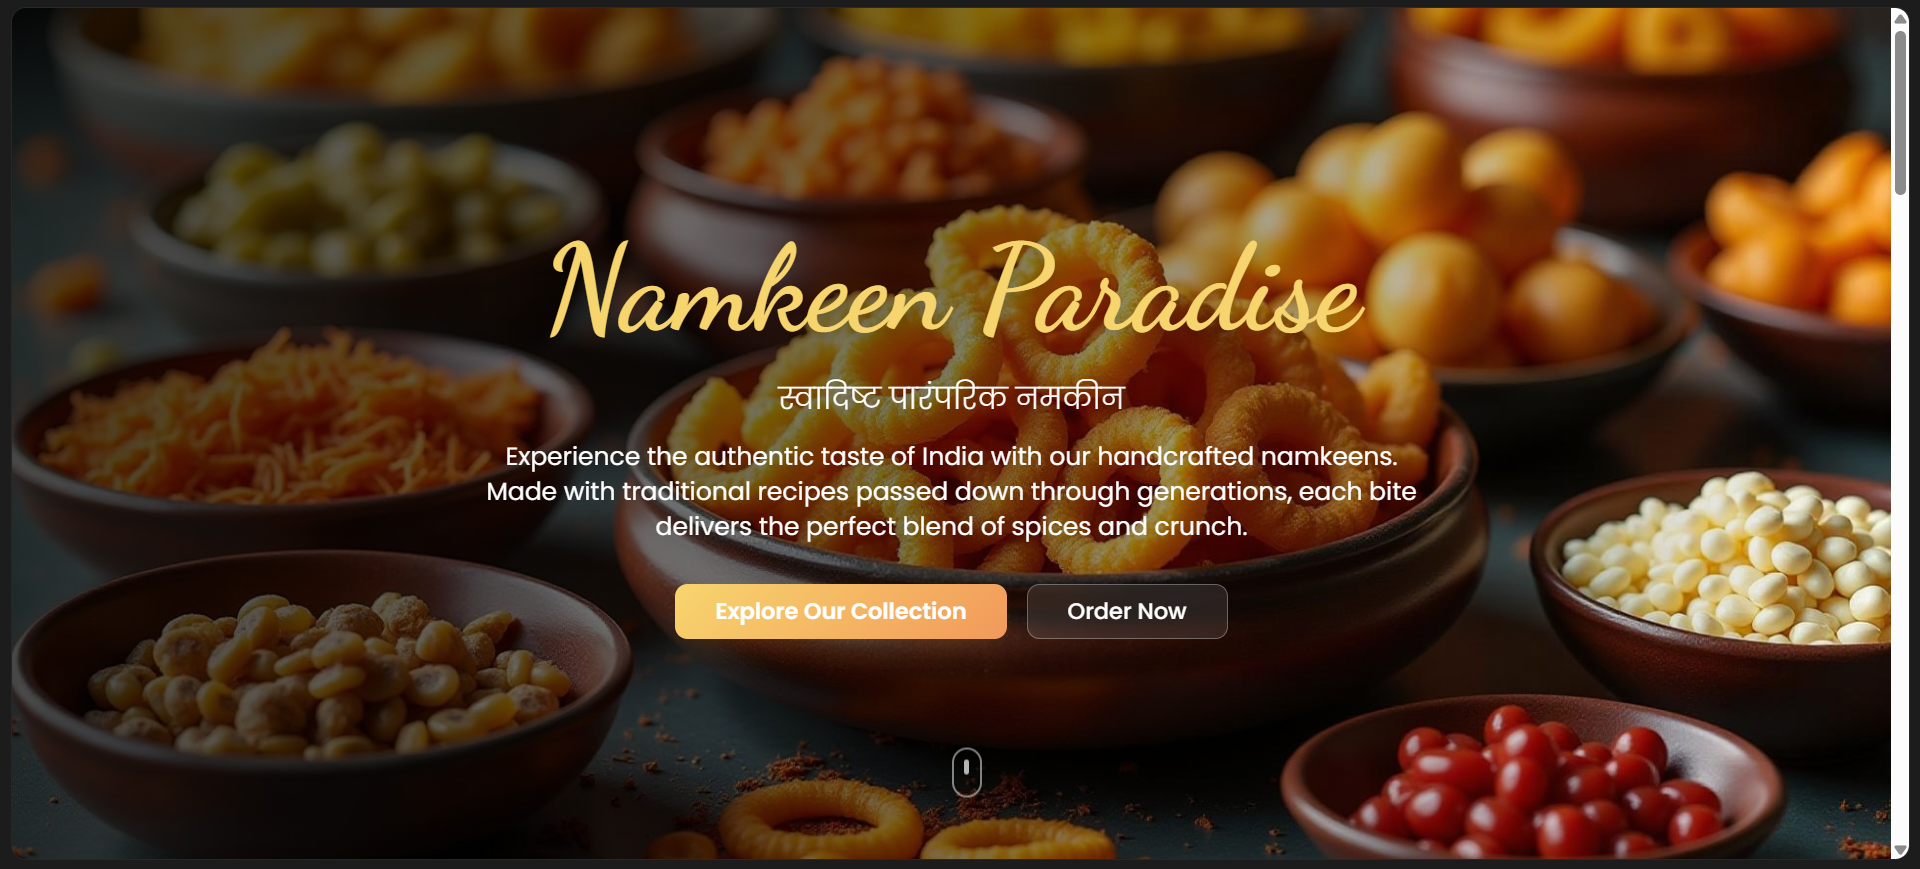 Namkeen Paradise
स्वादिष्ट पारंपरिक नमकीन
Experience the authentic taste of India with our handcrafted namkeens.
Made with traditional recipes passed down through generations, each bite
delivers the perfect blend of spices and crunch.
Explore Our Collection
Order Now